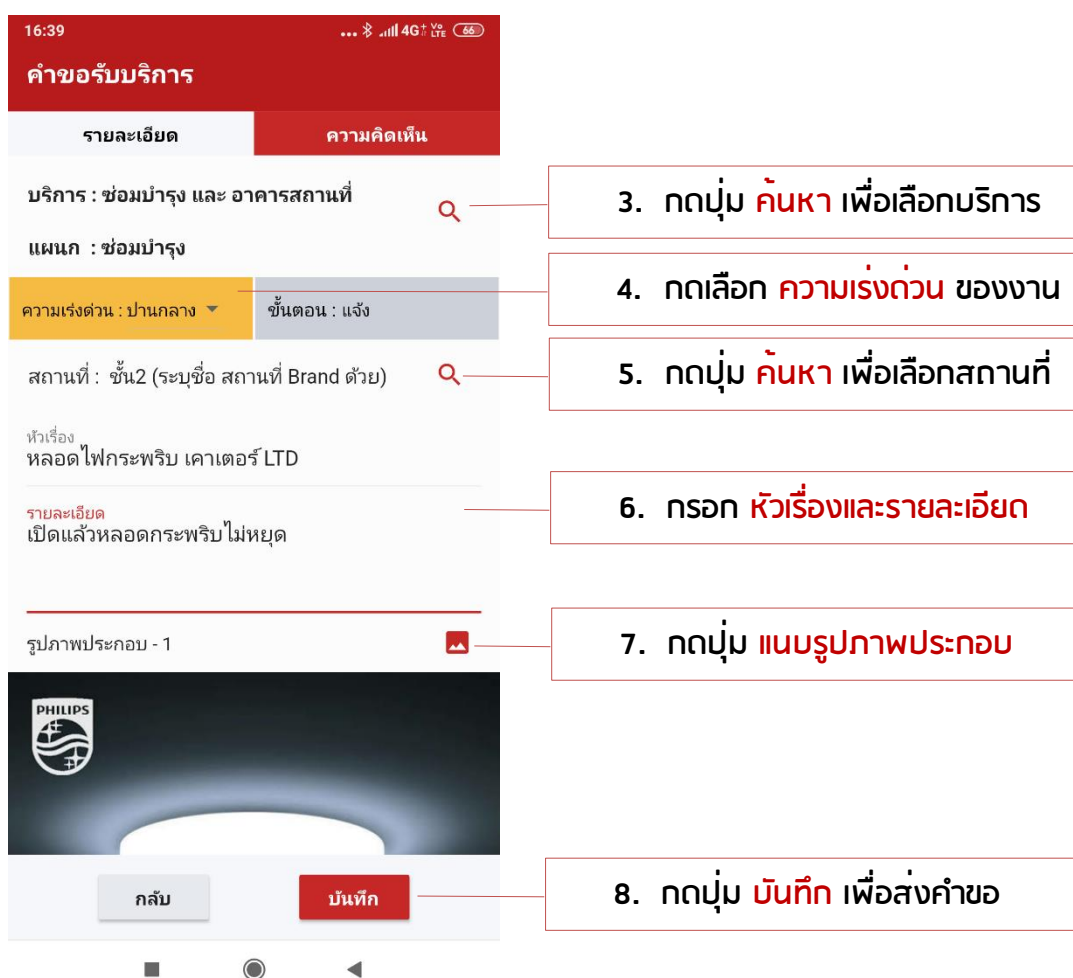 16:39
4G+ Vo LTE 66
คำขอรับบริการ
รายละเอียด ความคิดเห็น
บริการ : ซ่อมบำรุง และ อาคารสถานที่
3. กดปุ่ม ค้นหา เพื่อเลือกบริการ
แผนก : ซ่อมบำรุง
ความเร่งด่วน : ปานกลาง ขั้นตอน : แจ้ง
4. กดเลือก ความเร่งด่วน ของงาน
สถานที่ : ชั้น2 (ระบุชื่อ สถานที่ Brand ด้วย)
5. กดปุ่ม ค้นหา เพื่อเลือกสถานที่
หัวเรื่อง
หลอดไฟกระพริบ เคาเตอร์ LTD
รายละเอียด
เปิดแล้วหลอดกระพริบไม่หยุด
6. กรอก หัวเรื่องและรายละเอียด
รูปภาพประกอบ - 1
7. กดปุ่ม แนบรูปภาพประกอบ
PHILIPS
กลับ บันทึก
8. กดปุ่ม บันทึก เพื่อส่งคำขอ